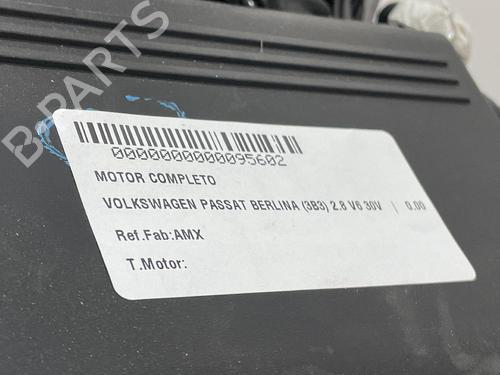 B-PARTS
0000000000095602
MOTOR COMPLETO
VOLKSWAGEN PASSAT BERLINA (3B3) 2.8 V6 30V | 0.00
Ref.Fab:AMX
T.Motor: